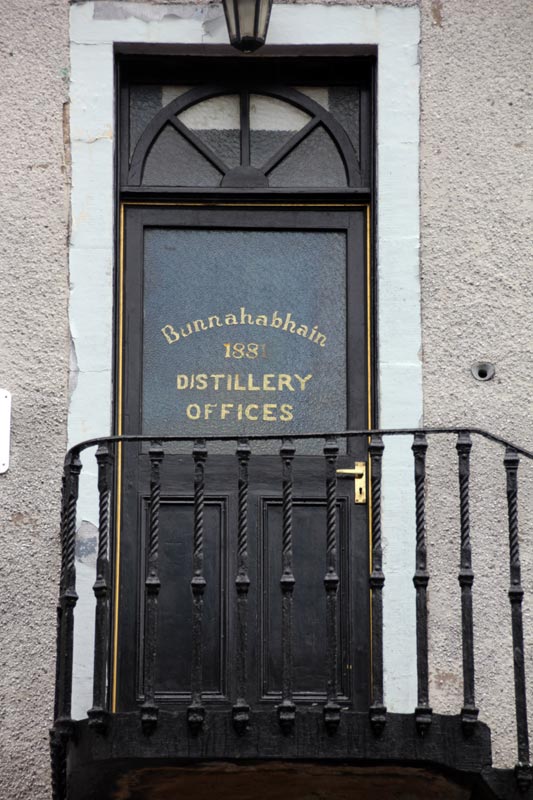 Bunnahabhain
1881
DISTILLERY
OFFICES